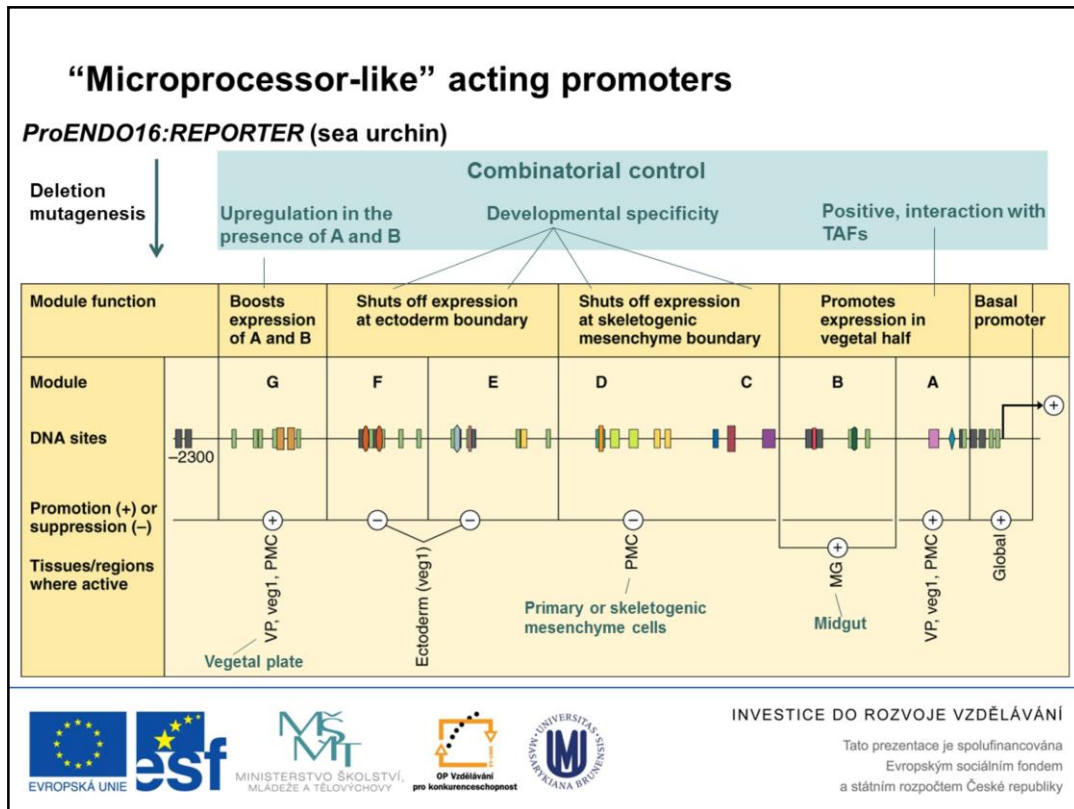 “Microprocessor-like” acting promoters
ProENDO16:REPORTER (sea urchin)
Deletion
mutagenesis
Combinatorial control
Upregulation in the
presence of A and B
Developmental specificity
Positive, interaction with
TAFs
Module function
Boosts
expression
of A and B
Shuts off expression
at ectoderm boundary
Shuts off expression
at skeletogenic
mesenchyme boundary
Promotes
expression in
vegetal half
Basal
promoter
Module
G
F
E
D
C
B
A
DNA sites
–2300
+
Promotion (+) or
suppression (–)
+
–
–
–
+
+
+
Tissues/regions
where active
VP, veg1, PMC
Ectoderm (veg1)
PMC
MG
VP, veg1, PMC
Global
Vegetal plate
Primary or skeletogenic
mesenchyme cells
Midgut
EVROPSKÁ UNIE
esf
MŠMT
MINISTERSTVO ŠKOLSTVÍ,
MLÁDEŽE A TĚLOVÝCHOVY
OP Vzdělávání
pro konkurenceschopnost
UNIVERSITAS
MASARYKIANA BRUNENSIS
INVESTICE DO ROZVOJE VZDĚLÁVÁNÍ
Tato prezentace je spolufinancována
Evropským sociálním fondem
a státním rozpočtem České republiky